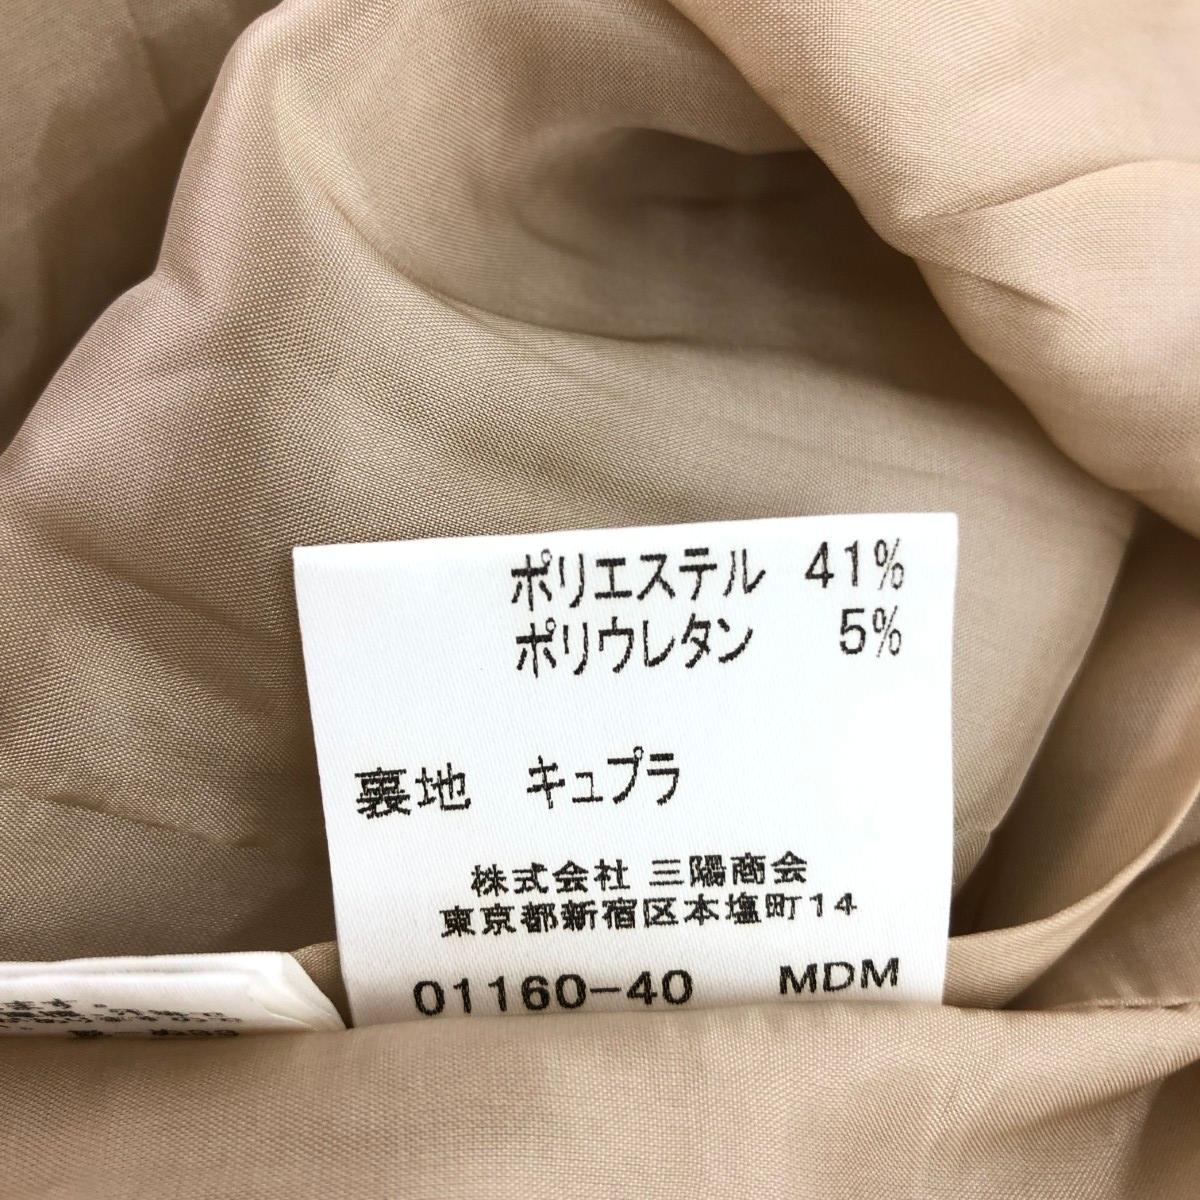 ポリエステル 41%
ポリウレタン 5%
裏地 キュプラ
株式会社 三陽商会
東京都新宿区本塩町14
01160-40 MDM
ます。